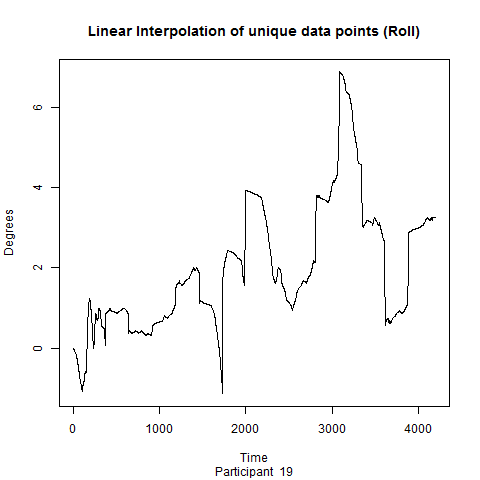 Linear Interpolation of unique data points (Roll)
Degrees
6
4
2
0
0 1000 2000 3000 4000
Time
Participant 19